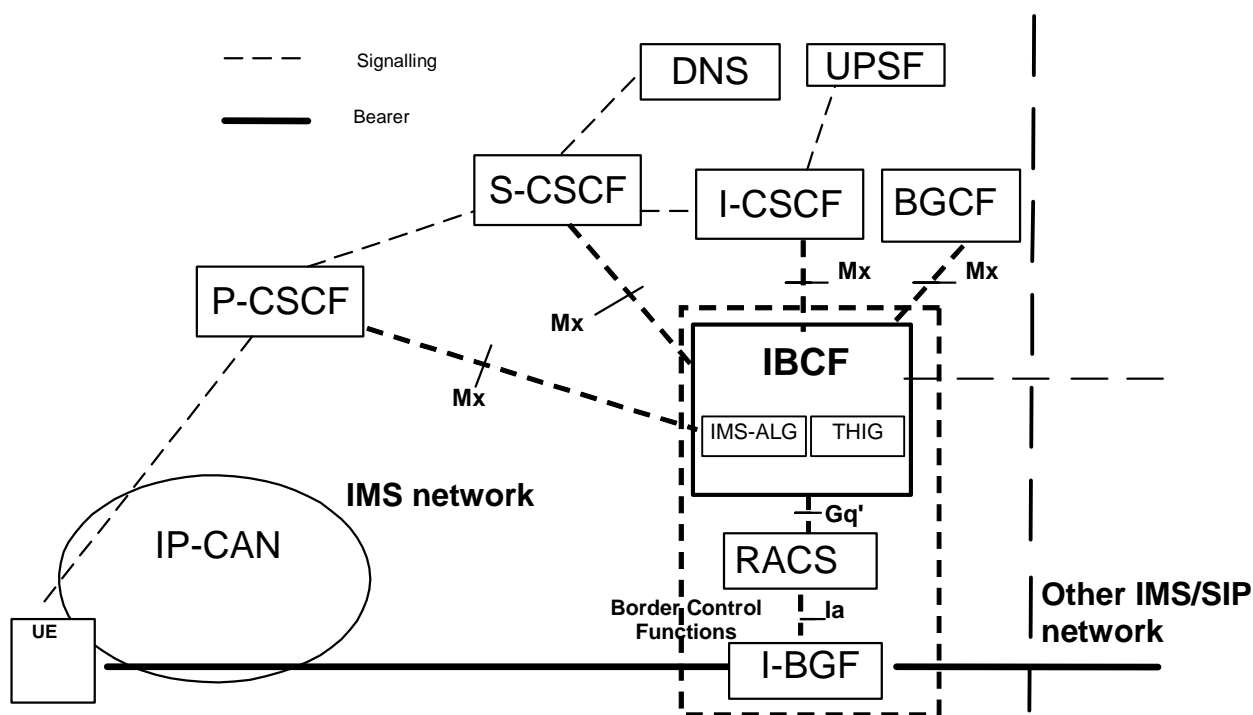 Signalling
Bearer
DNS
UPSF
S-CSCF
I-CSCF
BGCF
P-CSCF
Mx
Mx
Mx
Mx
IBCF
IMS-ALG
THIG
IMS network
Gq'
IP-CAN
RACS
Border Control
Functions
Ia
Other IMS/SIP
network
UE
I-BGF